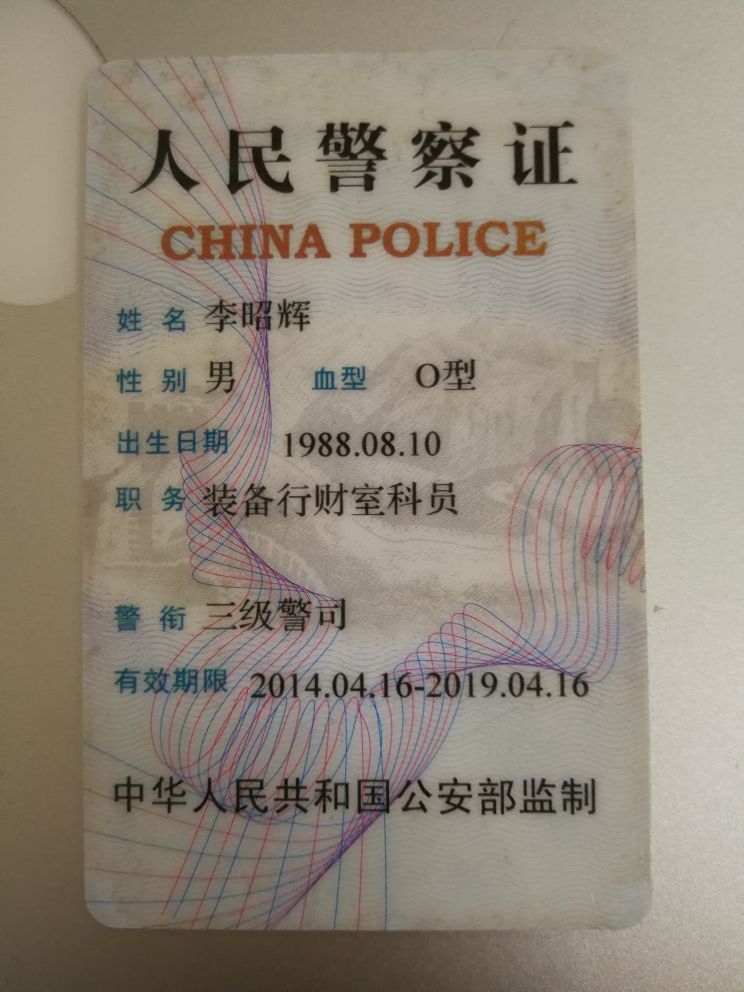 人民警察证
CHINA POLICE
姓名 李昭辉
性别 男 血型 O型
出生日期 1988.08.10
职务 装备行财室科员
警衔 三级警司
有效期限 2014.04.16-2019.04.16
中华人民共和国公安部监制